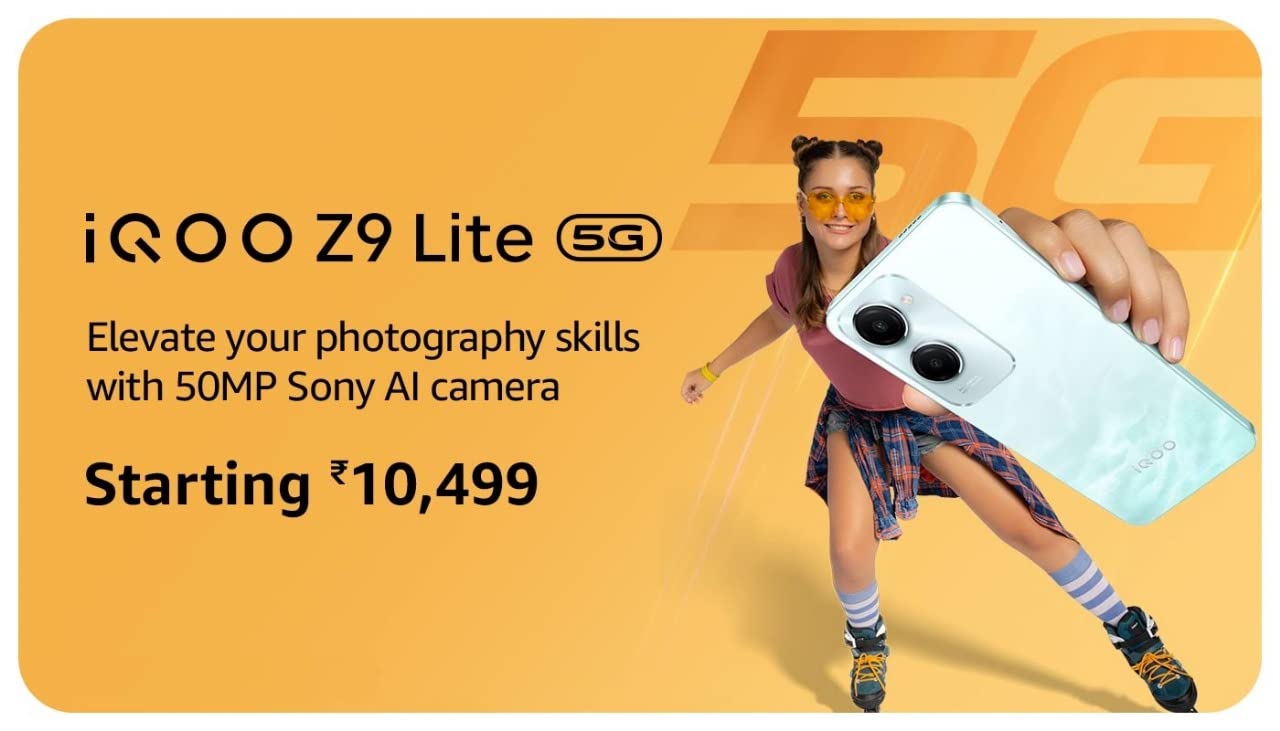 5G
iQOO Z9 Lite 5G
Elevate your photography skills
with 50MP Sony AI camera
Starting ₹10,499
iQOO